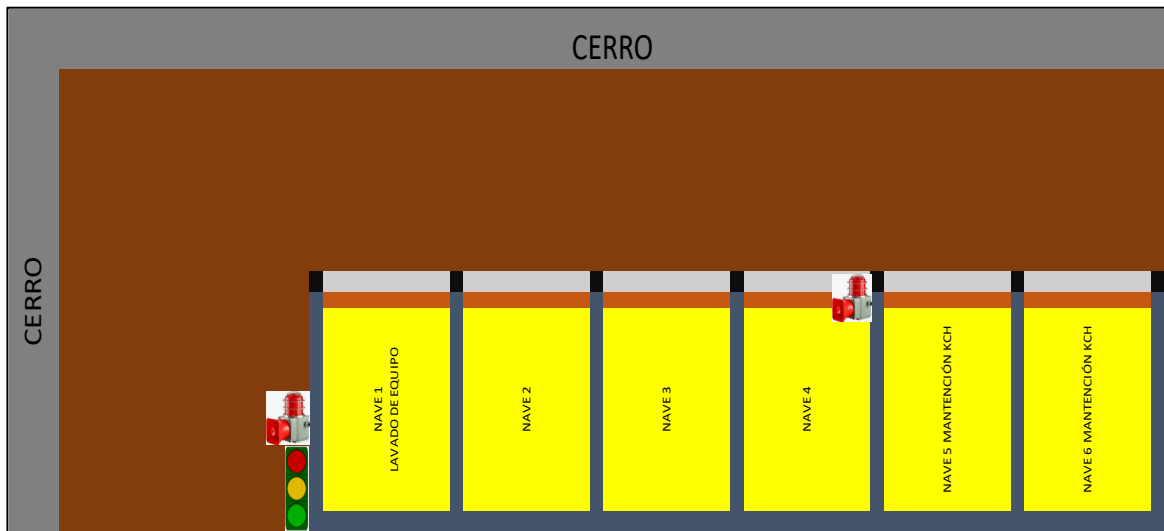 CERRO
CERRO
NAVE 1
LAVADO DE EQUIPO
NAVE 2
NAVE 3
NAVE 4
NAVE 5 MANTENCIÓN KCH
NAVE 6 MANTENCIÓN KCH